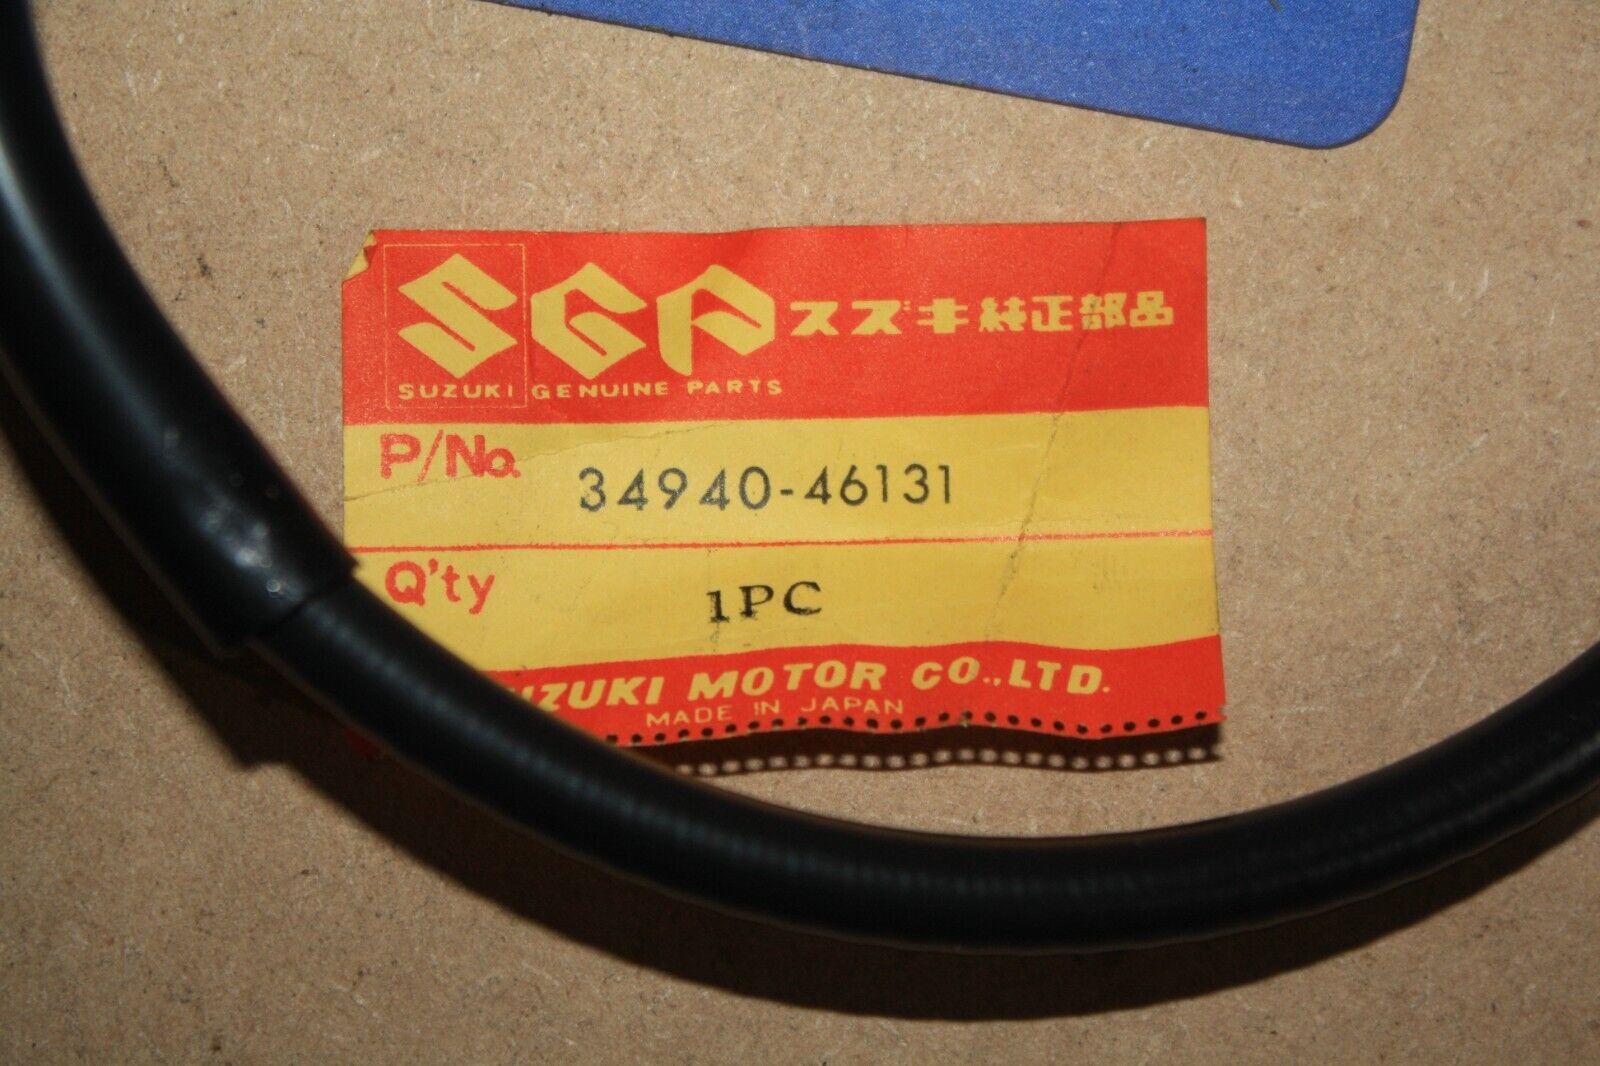 SGP スズキ純正部品
SUZUKI GENUINE PARTS
P/No. 34940-46131
Q'ty 1PC
SUZUKI MOTOR CO.,LTD.
MADE IN JAPAN